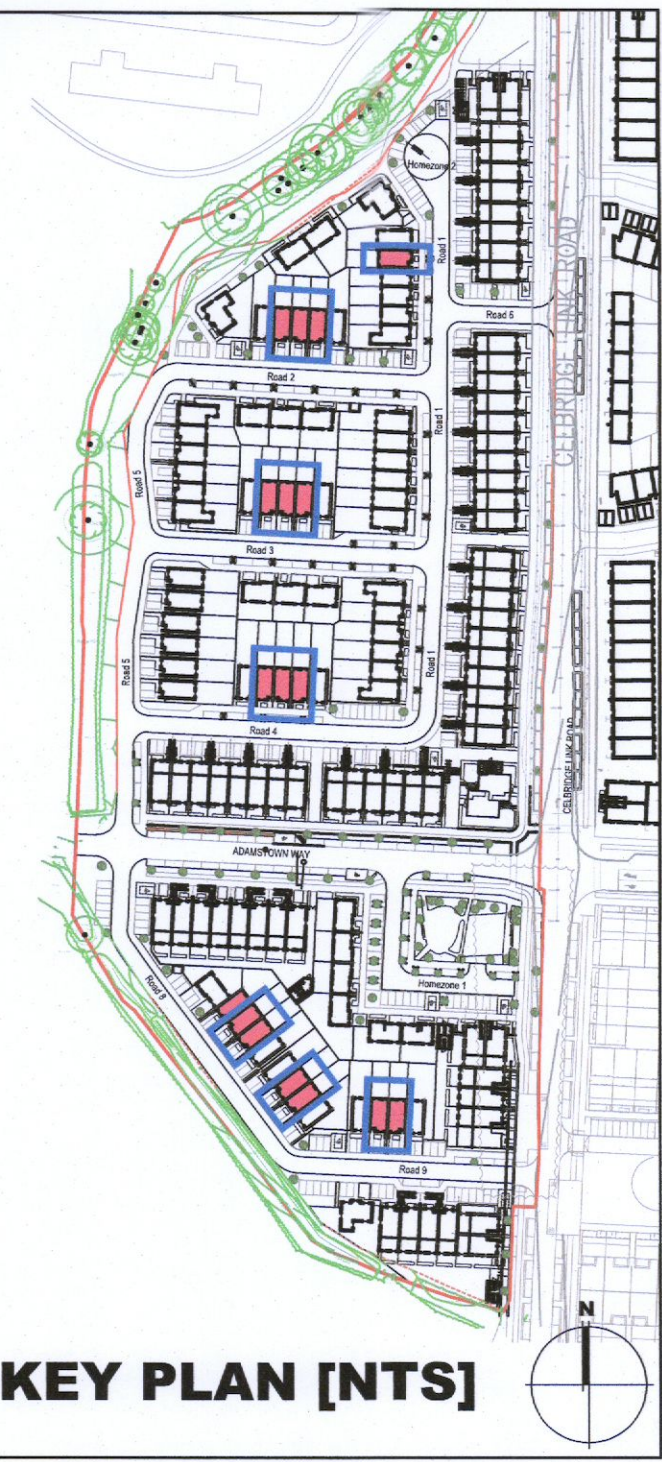 Homezone 2
Road 1
CELBRIDGE LINK ROAD
Road 6
Road 2
Road 1
Road 5
Road 3
Road 5
Road 1
Road 4
CELBRIDGE LINK ROAD
ADAMSTOWN WAY
Homezone 1
Road 8
Road 9
N
KEY PLAN [NTS]